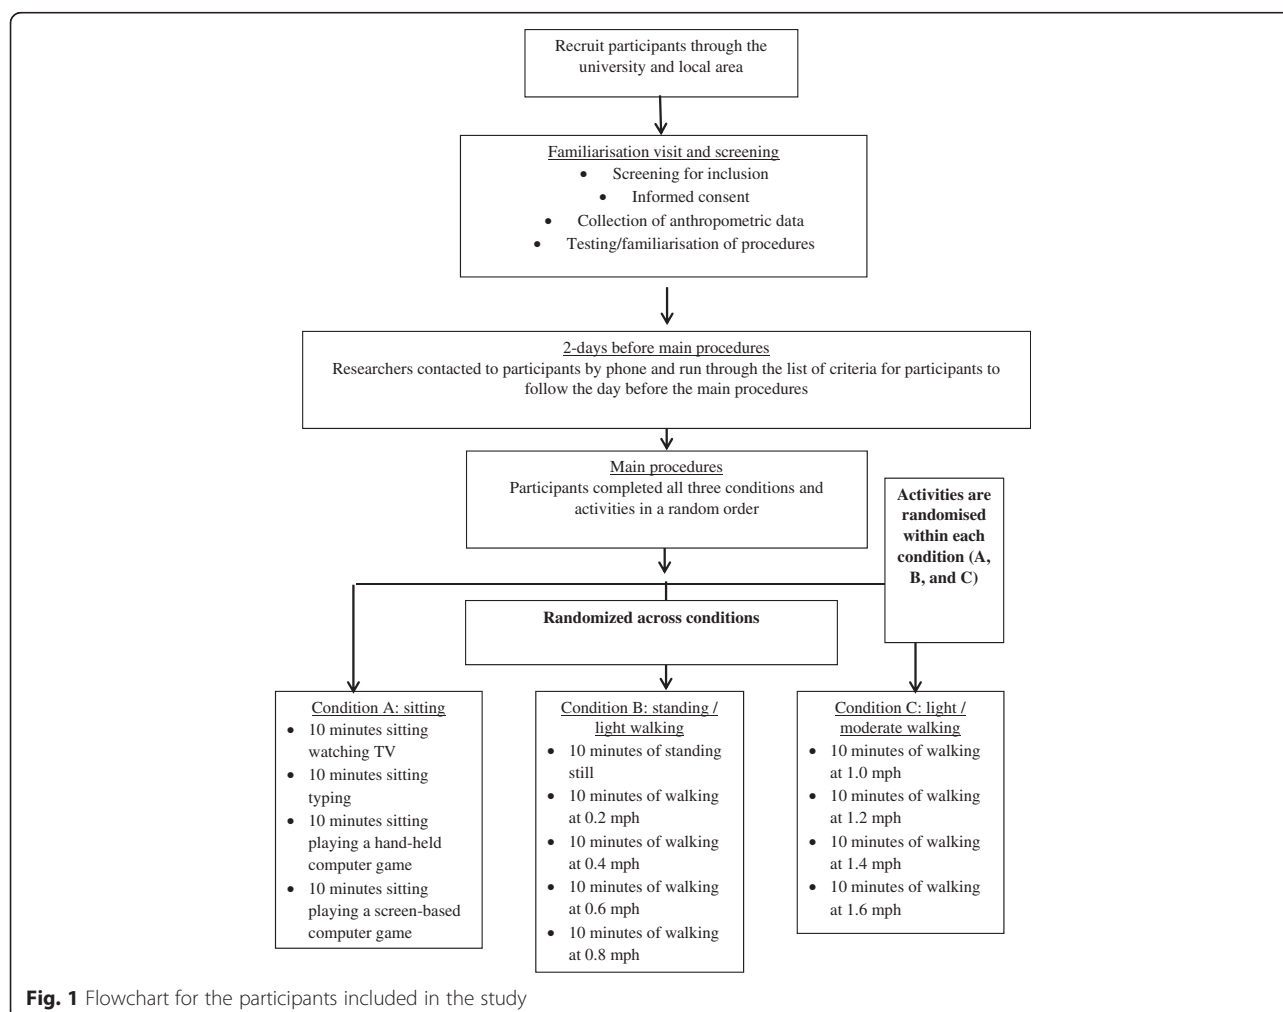 Recruit participants through the
university and local area
Familiarisation visit and screening
• Screening for inclusion
• Informed consent
• Collection of anthropometric data
• Testing/familiarisation of procedures
2-days before main procedures
Researchers contacted to participants by phone and run through the list of criteria for participants to
follow the day before the main procedures
Main procedures
Participants completed all three conditions and
activities in a random order
Activities are
randomised
within each
condition (A,
B, and C)
Randomized across conditions
Condition A: sitting
• 10 minutes sitting
watching TV
• 10 minutes sitting
typing
• 10 minutes sitting
playing a hand-held
computer game
• 10 minutes sitting
playing a screen-based
computer game
Condition B: standing /
light walking
• 10 minutes of standing
still
• 10 minutes of walking
at 0.2 mph
• 10 minutes of walking
at 0.4 mph
• 10 minutes of walking
at 0.6 mph
• 10 minutes of walking
at 0.8 mph
Condition C: light /
moderate walking
• 10 minutes of walking
at 1.0 mph
• 10 minutes of walking
at 1.2 mph
• 10 minutes of walking
at 1.4 mph
• 10 minutes of walking
at 1.6 mph
Fig. 1 Flowchart for the participants included in the study